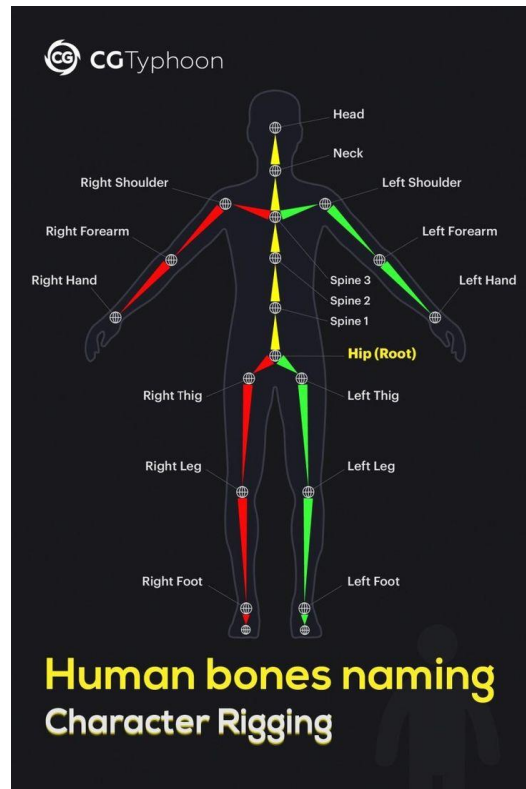 CG CGTyphoon
Head
Neck
Right Shoulder
Left Shoulder
Right Forearm
Left Forearm
Right Hand
Left Hand
Spine 3
Spine 2
Spine 1
Hip (Root)
Right Thig
Left Thig
Right Leg
Left Leg
Right Foot
Left Foot
Human bones naming
Character Rigging